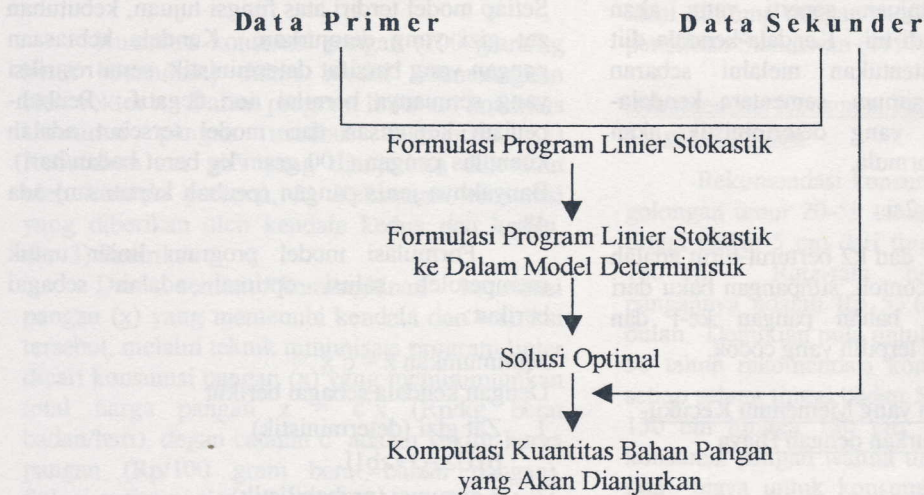 Data Primer
Data Sekunder
Formulasi Program Linier Stokastik
Formulasi Program Linier Stokastik
ke Dalam Model Deterministik
Solusi Optimal
Komputasi Kuantitas Bahan Pangan
yang Akan Dianjurkan